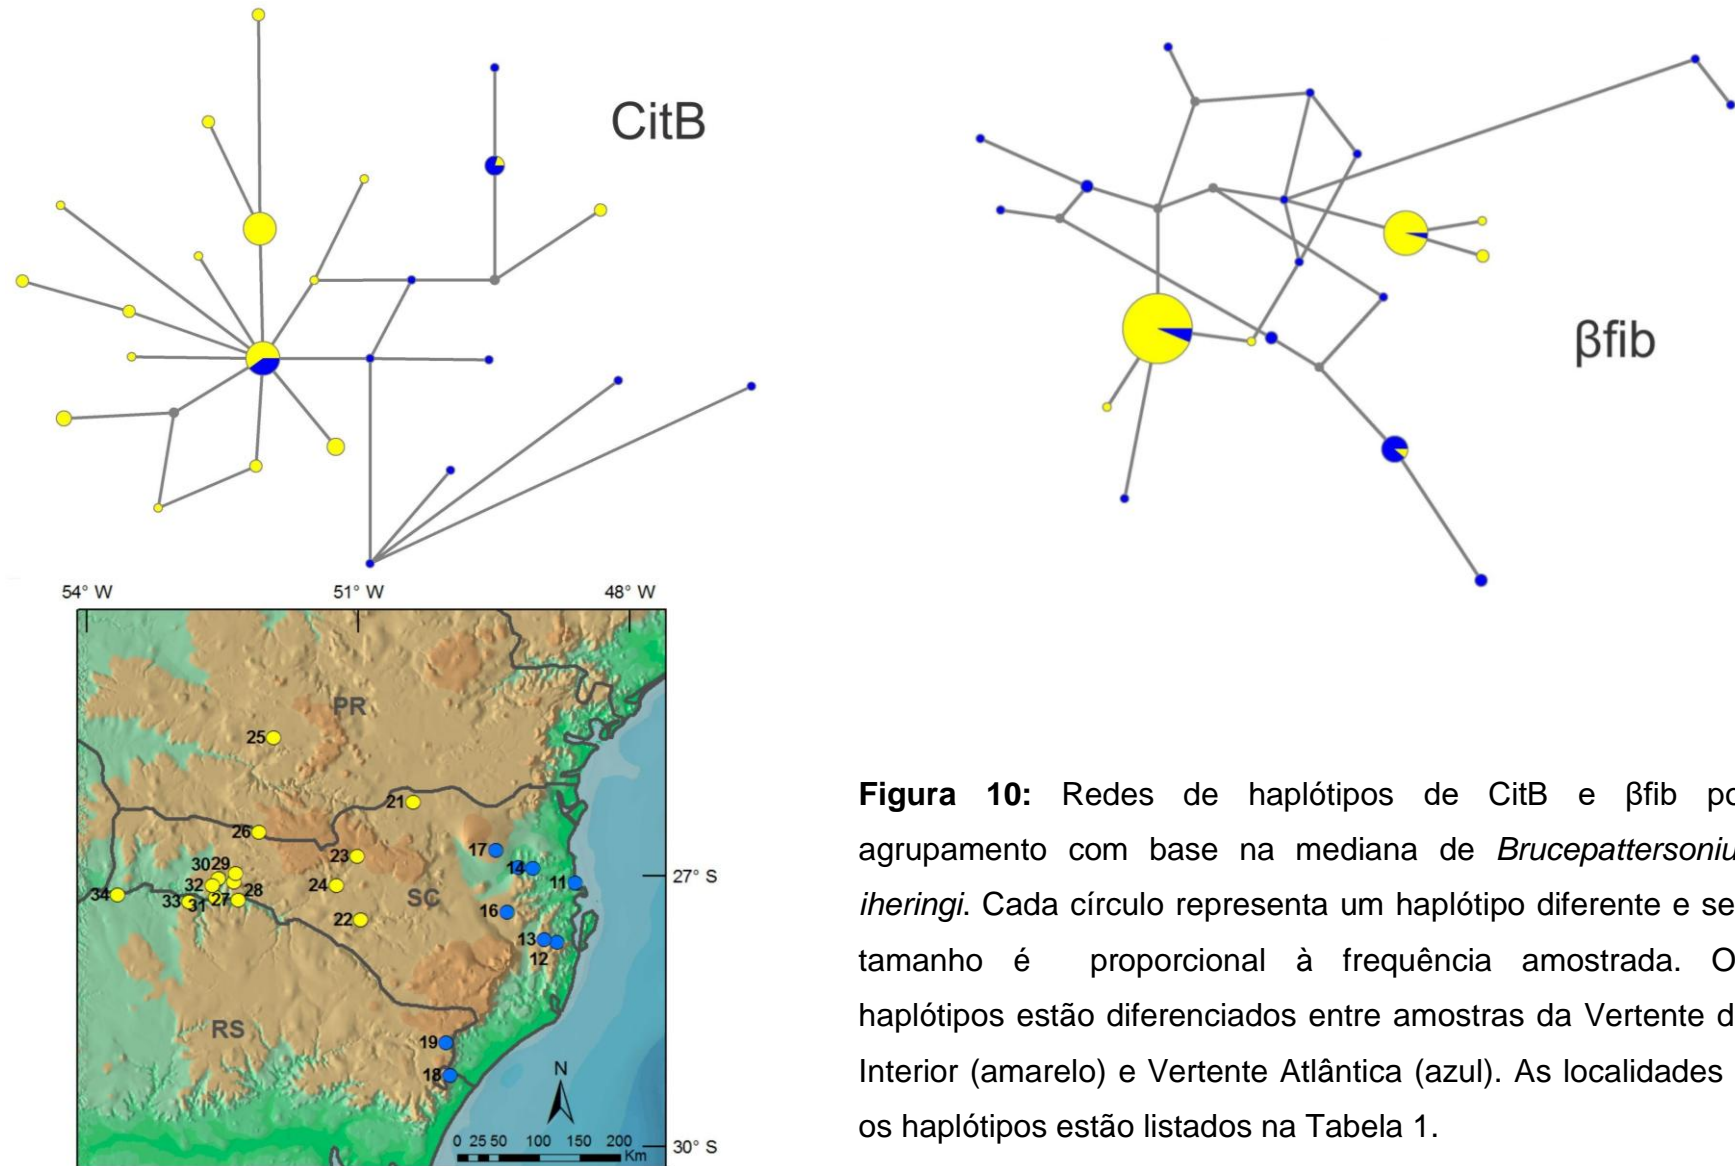 CitB
βfib
54° W
51° W
48° W
PR
25
21
26
17
23
14
30
29
27° S
11
32
24
28
34
SC
33
31
27
16
22
13
12
RS
19
N
18
0 25 50 100 150 200
Km
30° S
Figura 10: Redes de haplótipos de CitB e βfib po
agrupamento com base na mediana de Brucepattersoniu
iheringi. Cada círculo representa um haplótipo diferente e se
tamanho é proporcional à frequência amostrada. O
haplótipos estão diferenciados entre amostras da Vertente d
Interior (amarelo) e Vertente Atlântica (azul). As localidades
os haplótipos estão listados na Tabela 1.